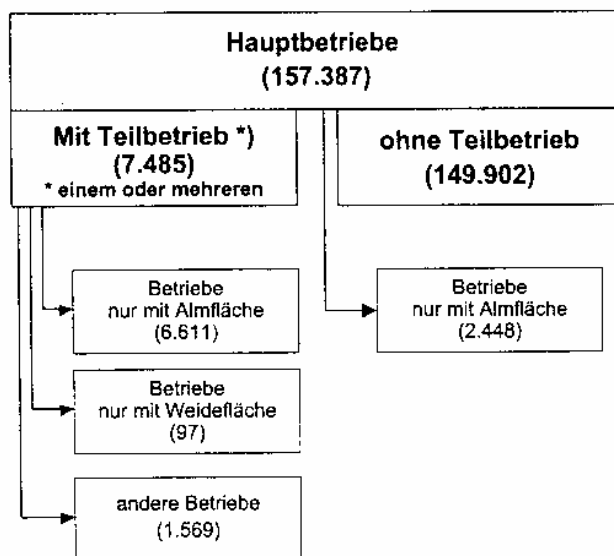 Hauptbetriebe
(157.387)
Mit Teilbetrieb *)
(7.485)
* einem oder mehreren
ohne Teilbetrieb
(149.902)
Betriebe
nur mit Almfläche
(6.611)
Betriebe
nur mit Almfläche
(2.448)
Betriebe
nur mit Weidefläche
(97)
andere Betriebe
(1.569)